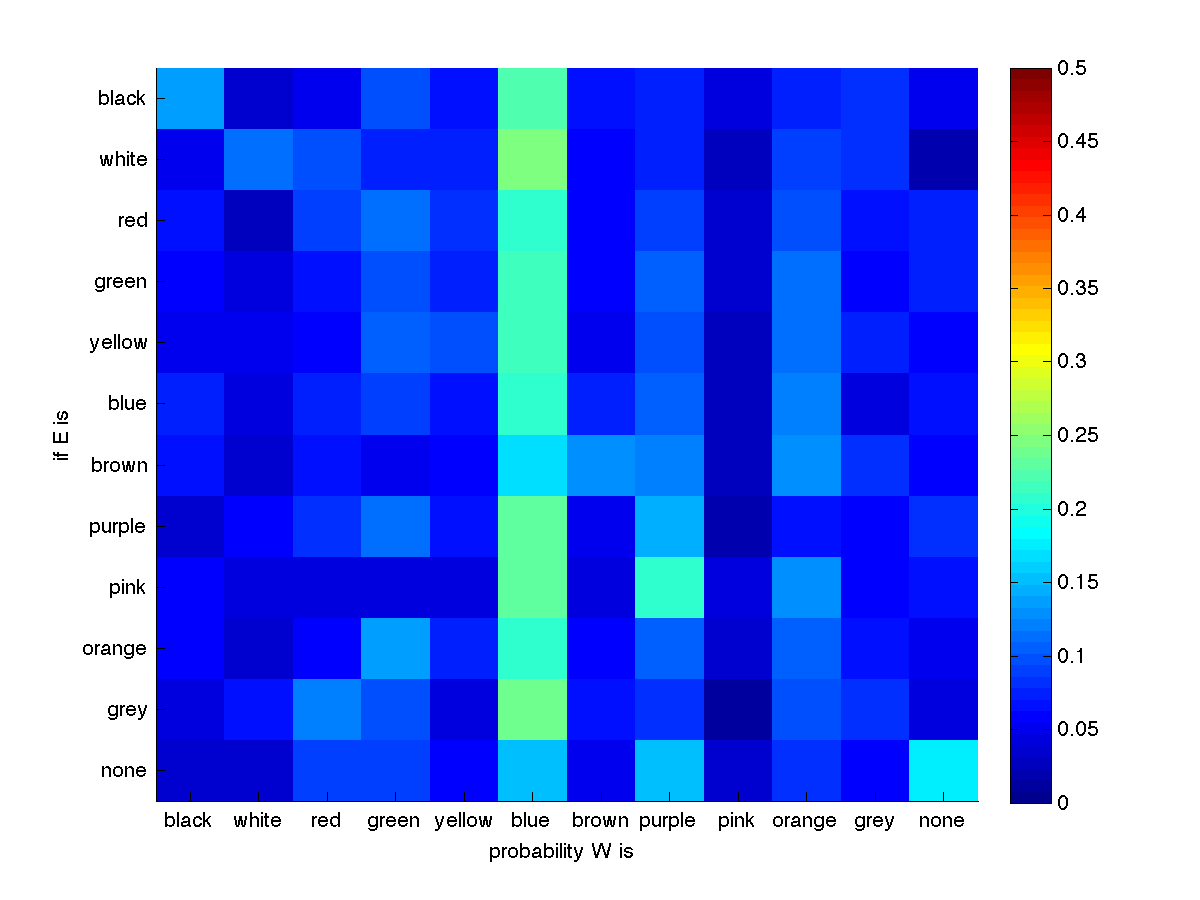 black
white
red
green
yellow
blue
brown
purple
pink
orange
grey
none
if E is
black white red green yellow blue brown purple pink orange grey none
probability W is
0.5
0.45
0.4
0.35
0.3
0.25
0.2
0.15
0.1
0.05
0